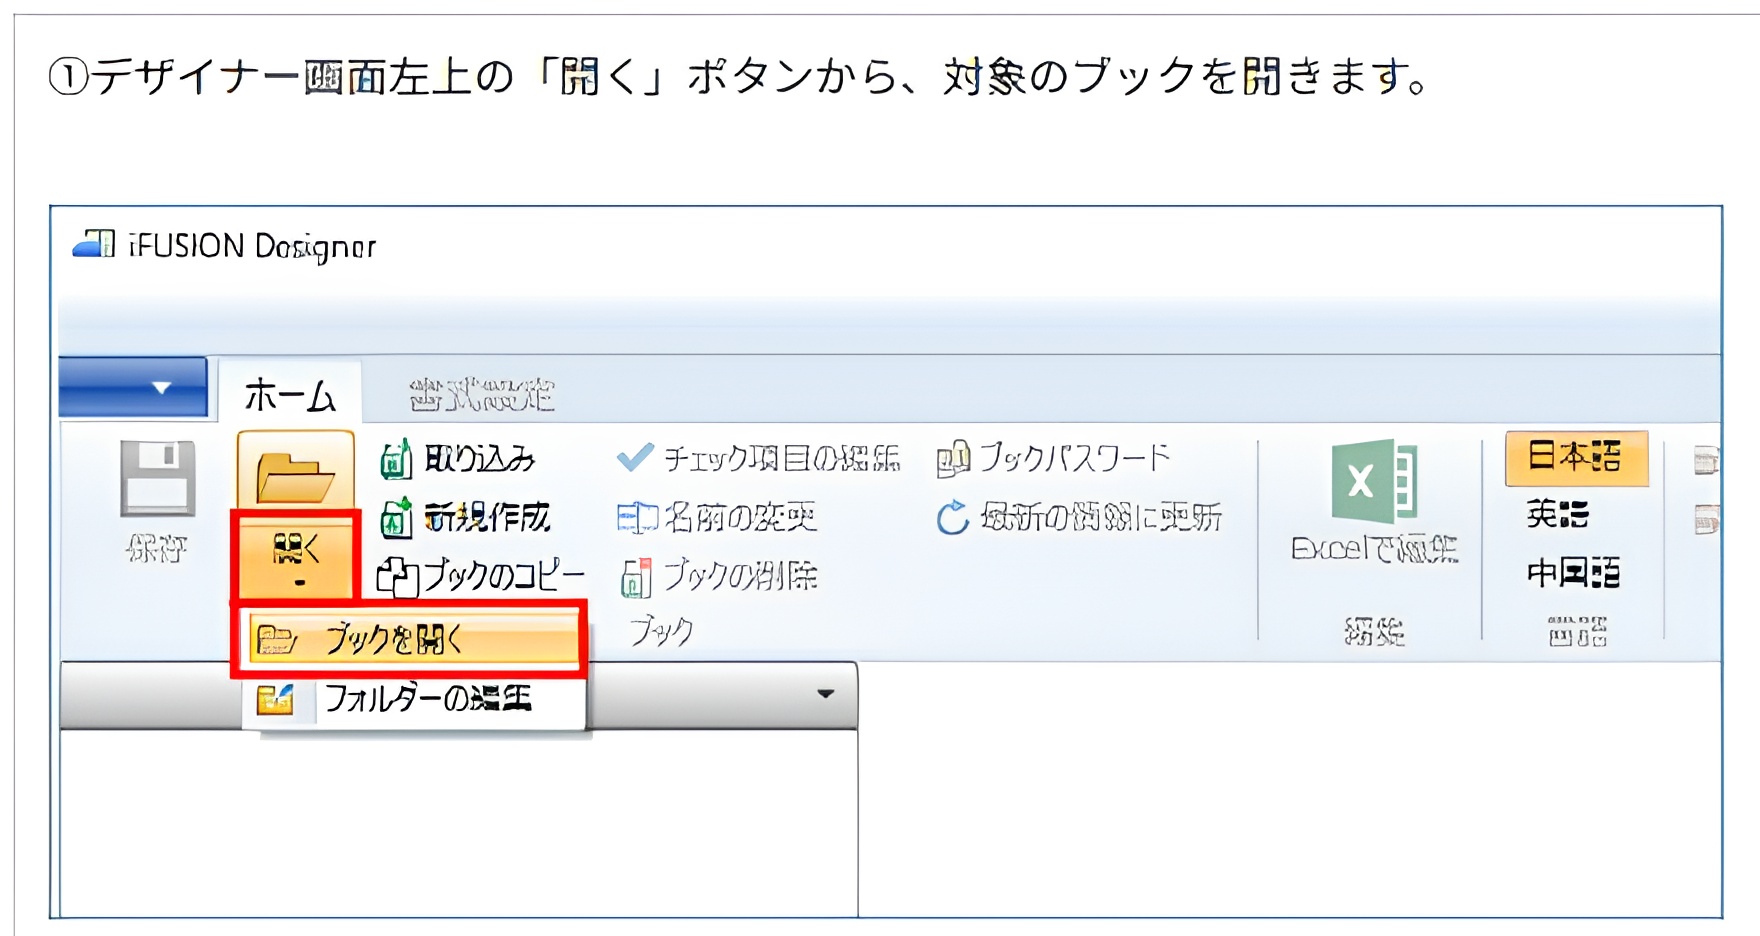 ①デザイナー画面左上の「開く」ボタンから、対象のブックを開きます。
iFUSION Designer
ホーム
書式設定
保存
開く
取り込み
新規作成
ブックのコピー
チェック項目の編集
名前の変更
ブックの削除
ブックパスワード
最新の情報に更新
ブック
Excelで編集
編集
日本語
英語
中国語
言語
ブックを開く
フォルダーの編集